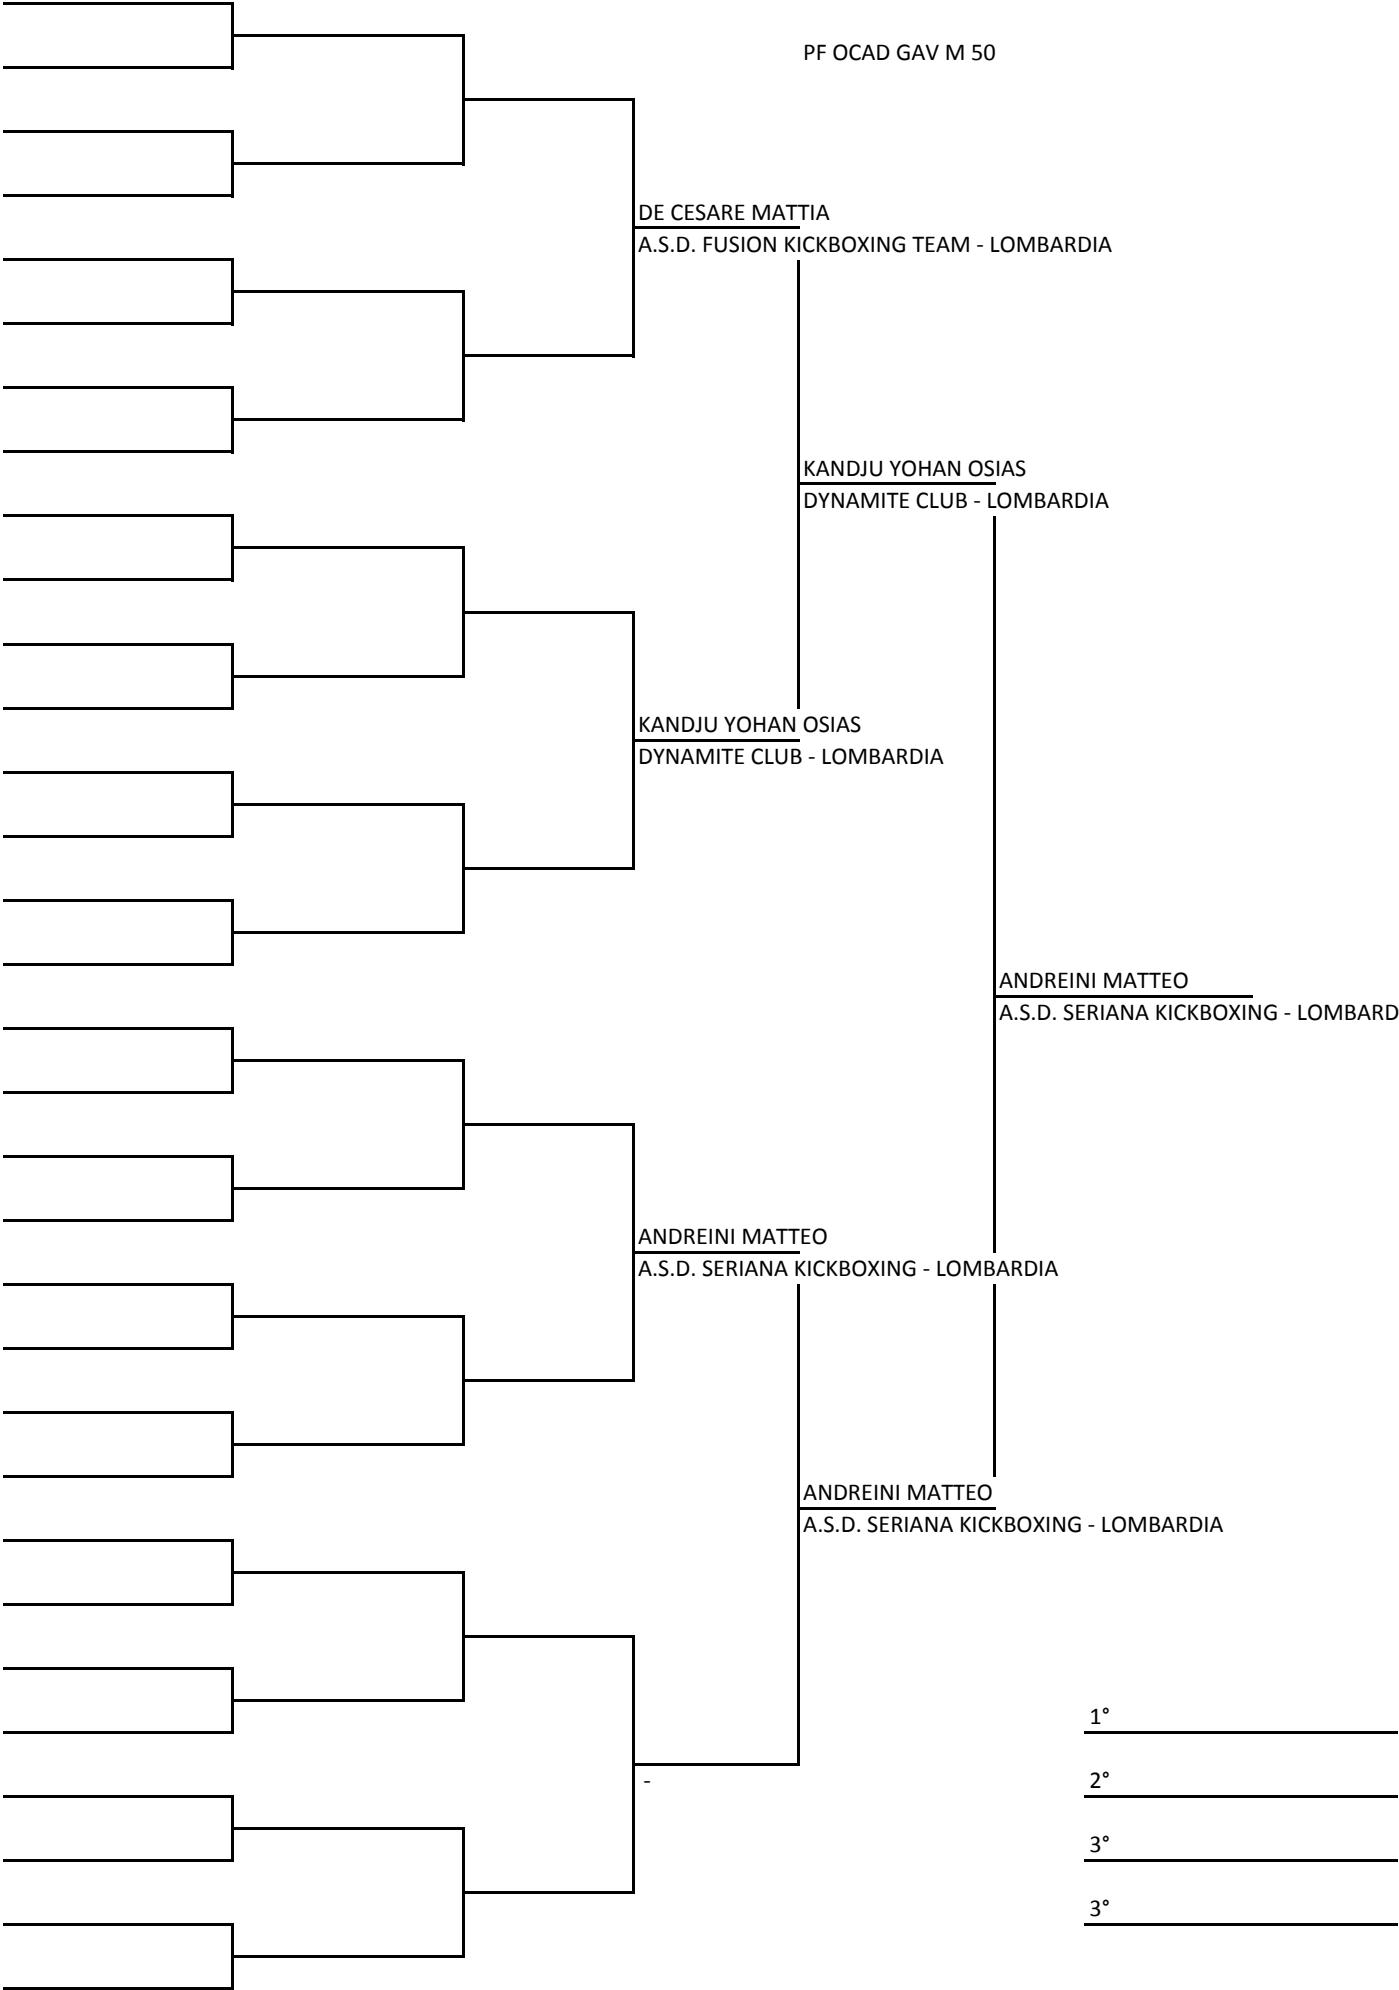 PF OCAD GAV M 50
DE CESARE MATTIA
A.S.D. FUSION KICKBOXING TEAM - LOMBARDIA
KANDJU YOHAN OSIAS
DYNAMITE CLUB - LOMBARDIA
KANDJU YOHAN OSIAS
DYNAMITE CLUB - LOMBARDIA
ANDREINI MATTEO
A.S.D. SERIANA KICKBOXING - LOMBARD
ANDREINI MATTEO
A.S.D. SERIANA KICKBOXING - LOMBARDIA
ANDREINI MATTEO
A.S.D. SERIANA KICKBOXING - LOMBARDIA
1°
-
2°
3°
3°